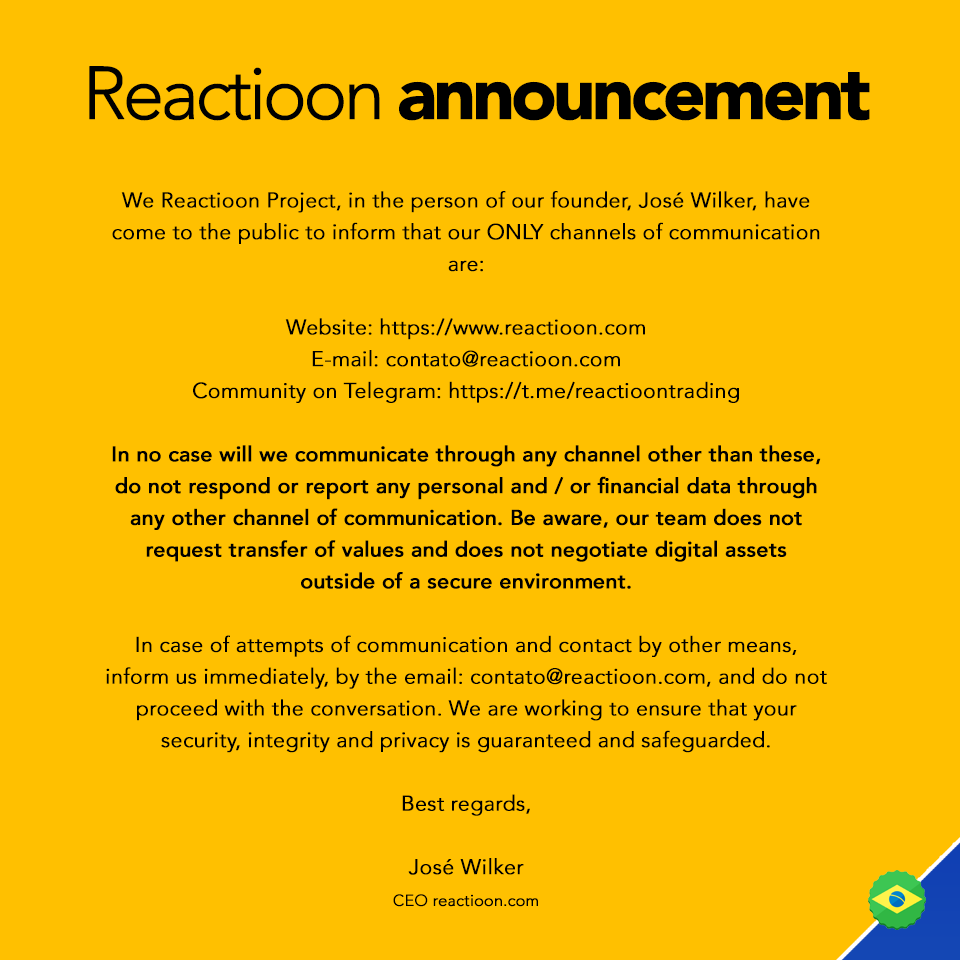 Reactioon announcement
We Reactioon Project, in the person of our founder, José Wilker, have
come to the public to inform that our ONLY channels of communication
are:
Website: https://www.reactioon.com
E-mail: contato@reactioon.com
Community on Telegram: https://t.me/reactioontrading
In no case will we communicate through any channel other than these,
do not respond or report any personal and / or financial data through
any other channel of communication. Be aware, our team does not
request transfer of values and does not negotiate digital assets
outside of a secure environment.
In case of attempts of communication and contact by other means,
inform us immediately, by the email: contato@reactioon.com, and do not
proceed with the conversation. We are working to ensure that your
security, integrity and privacy is guaranteed and safeguarded.
Best regards,
José Wilker
CEO reactioon.com